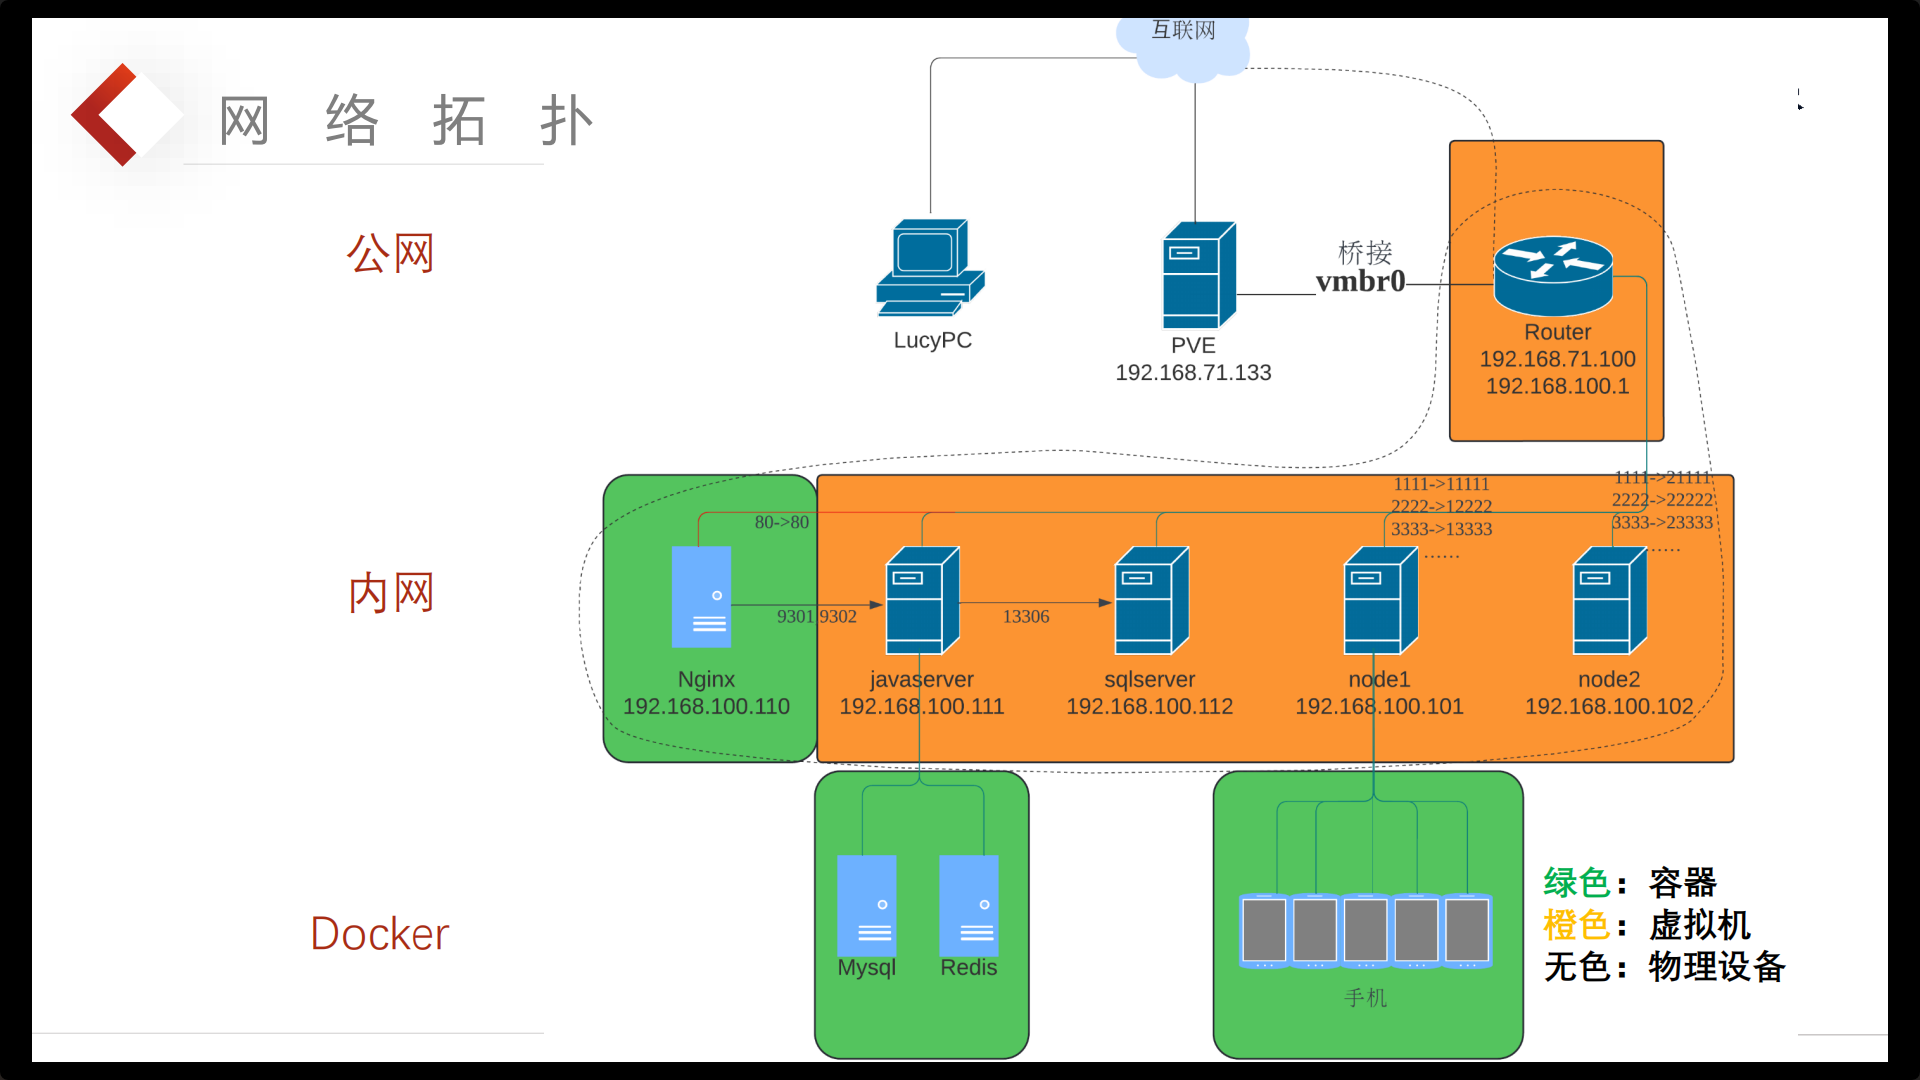 互联网
网络拓扑
公网
桥接
vmbr0
LucyPC
PVE
192.168.71.133
Router
192.168.71.100
192.168.100.1
1111->11111
2222->12222
3333->13333
......
1111->21111
2222->22222
3333->23333
......
80->80
内网
9301
9302
13306
Nginx
192.168.100.110
javaserver
192.168.100.111
sqlserver
192.168.100.112
node1
192.168.100.101
node2
192.168.100.102
Docker
Mysql
Redis
手机
绿色：容器
橙色：虚拟机
无色：物理设备